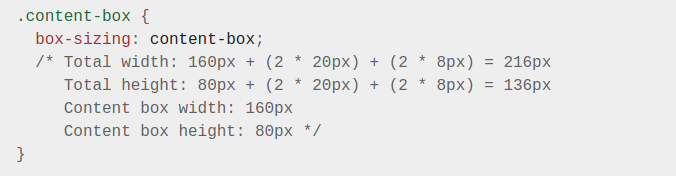 .content-box {
  box-sizing: content-box;
  /* Total width: 160px + (2 * 20px) + (2 * 8px) = 216px
     Total height: 80px + (2 * 20px) + (2 * 8px) = 136px
     Content box width: 160px
     Content box height: 80px */
}